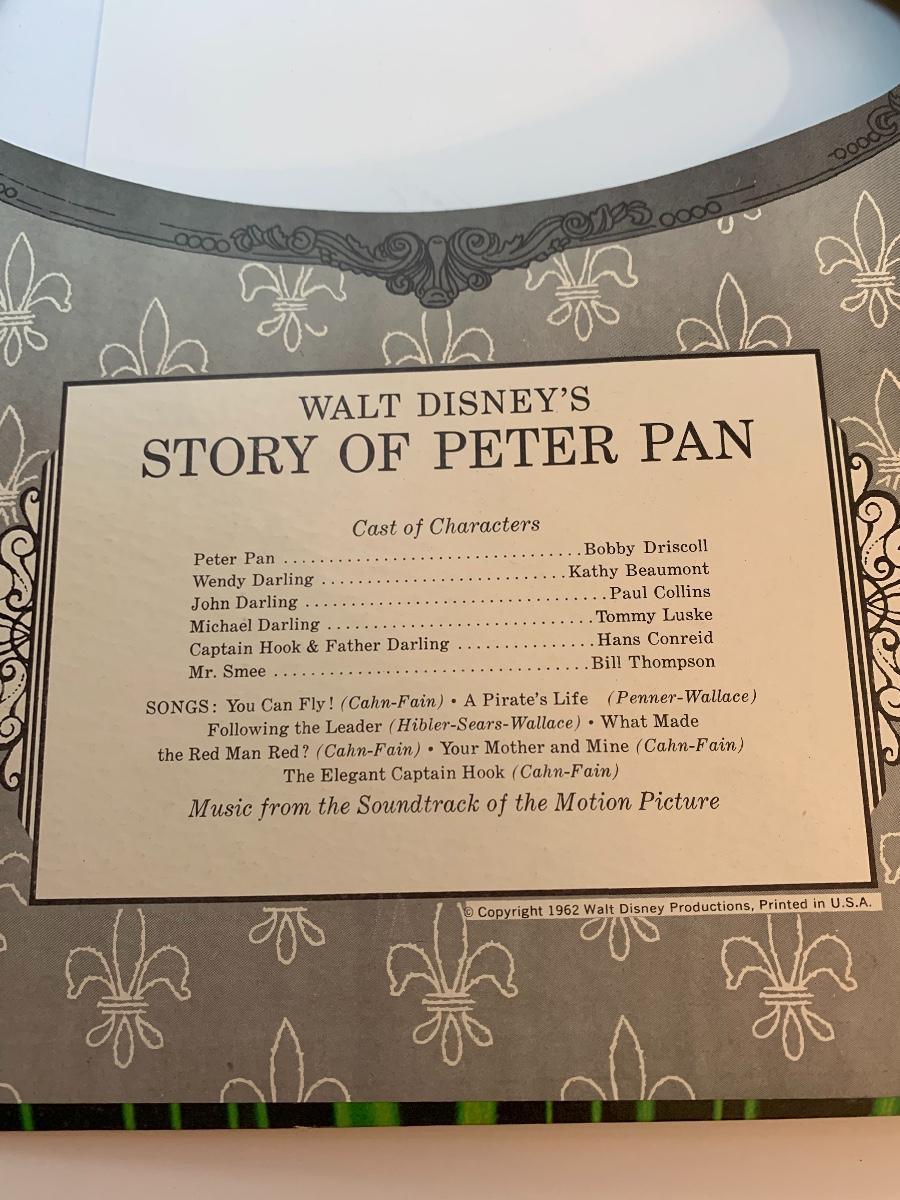 WALT DISNEY'S
STORY OF PETER PAN
Cast of Characters
Peter Pan ................................. Bobby Driscoll
Wendy Darling ........................... Kathy Beaumont
John Darling ................................. Paul Collins
Michael Darling ............................. Tommy Luske
Captain Hook & Father Darling ............... Hans Conreid
Mr. Smee ................................... Bill Thompson
SONGS: You Can Fly! (Cahn-Fain) • A Pirate's Life (Penner-Wallace)
Following the Leader (Hibler-Sears-Wallace) • What Made
the Red Man Red? (Cahn-Fain) • Your Mother and Mine (Cahn-Fain)
The Elegant Captain Hook (Cahn-Fain)
Music from the Soundtrack of the Motion Picture
© Copyright 1962 Walt Disney Productions, Printed in U.S.A.